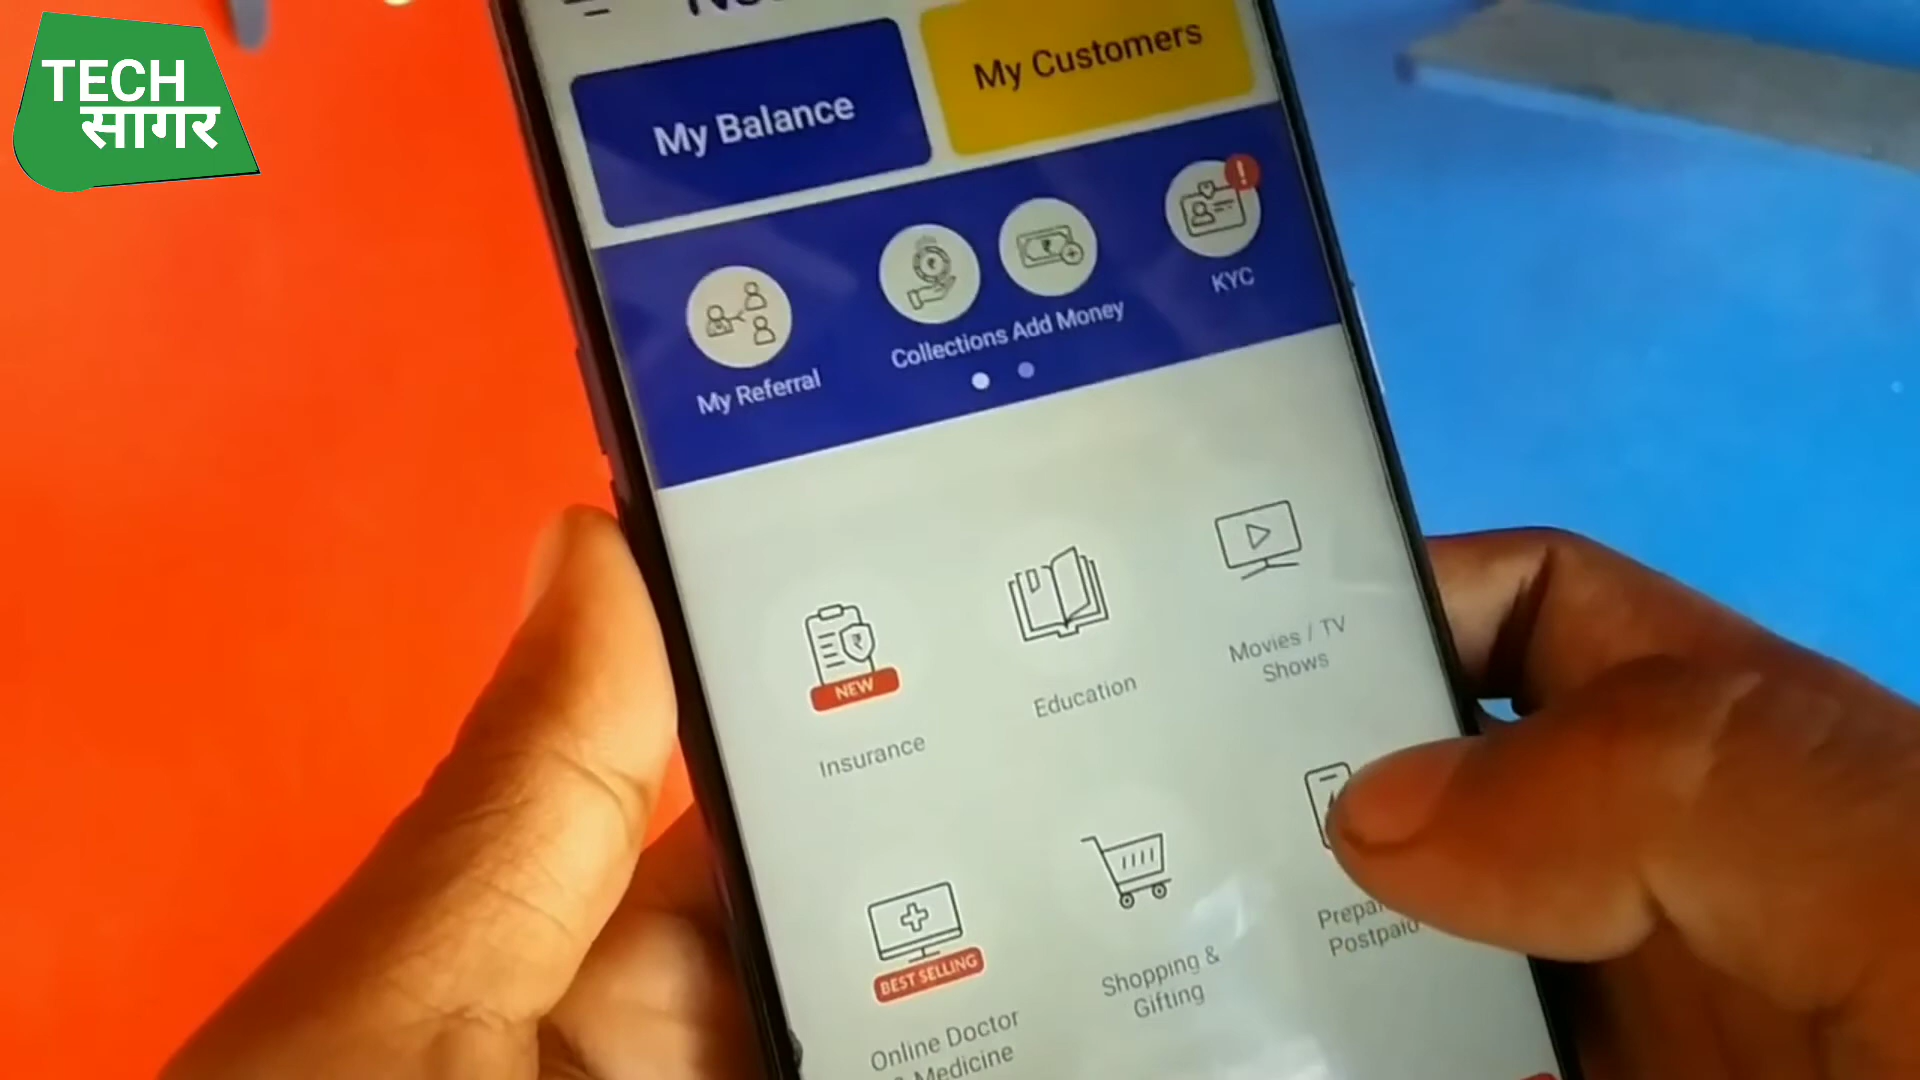 TECH
सागर
My Balance
My Customers
My Referral
Collections
Add Money
!
KYC
NEW
Insurance
Education
Movies / TV
Shows
BEST SELLING
Online Doctor
Medicine
Shopping &
Gifting
Postpaid